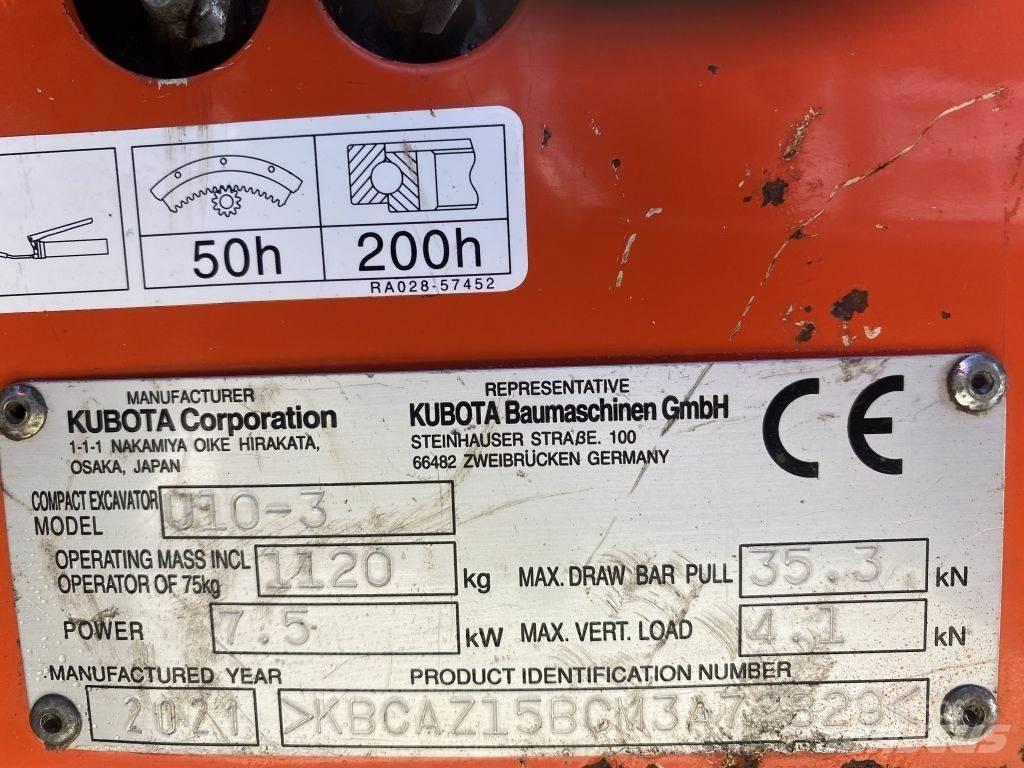 50h
200h
RA028-57452
MANUFACTURER
KUBOTA Corporation
1-1-1 NAKAMIYA OIKE HIRAKATA,
OSAKA, JAPAN
REPRESENTATIVE
KUBOTA Baumaschinen GmbH
STEINHAUSER STRAßE. 100
66482 ZWEIBRÜCKEN GERMANY
CE
COMPACT EXCAVATOR
MODEL
U10-3
OPERATING MASS INCL
OPERATOR OF 75kg
1120 kg
MAX. DRAW BAR PULL 35.3 kN
POWER 7.5 kW
MAX. VERT. LOAD 4.1 kN
MANUFACTURED YEAR
2021
PRODUCT IDENTIFICATION NUMBER